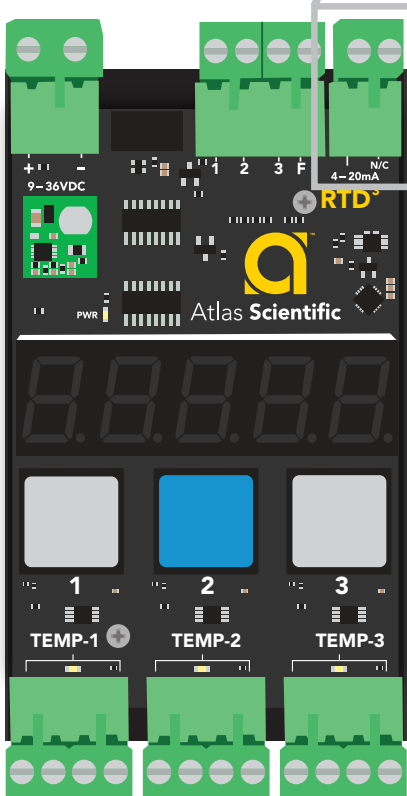 + -
9–36VDC
1 2 3 F
N/C
4–20mA
RTD³
PWR
Atlas Scientific™
1 2 3
TEMP-1 TEMP-2 TEMP-3